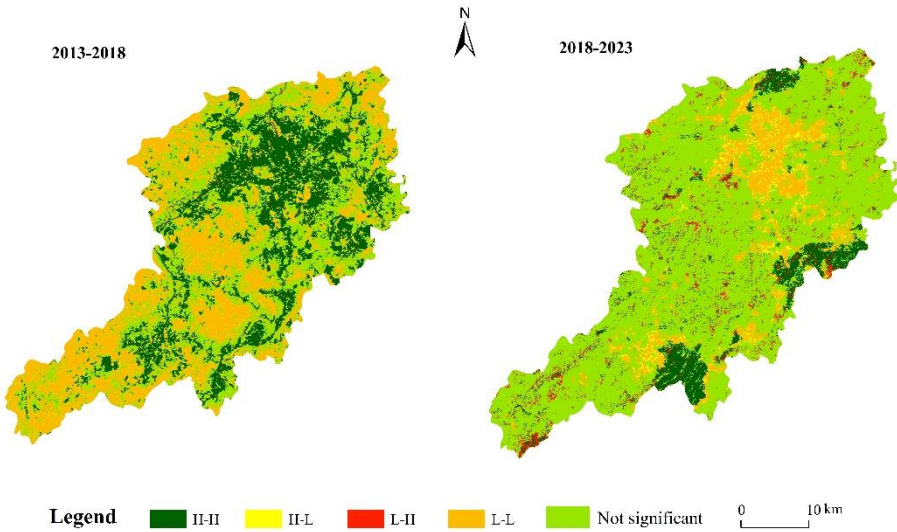 N
2013-2018
2018-2023
Legend
II-II
II-L
L-II
L-L
Not significant
0
10 km